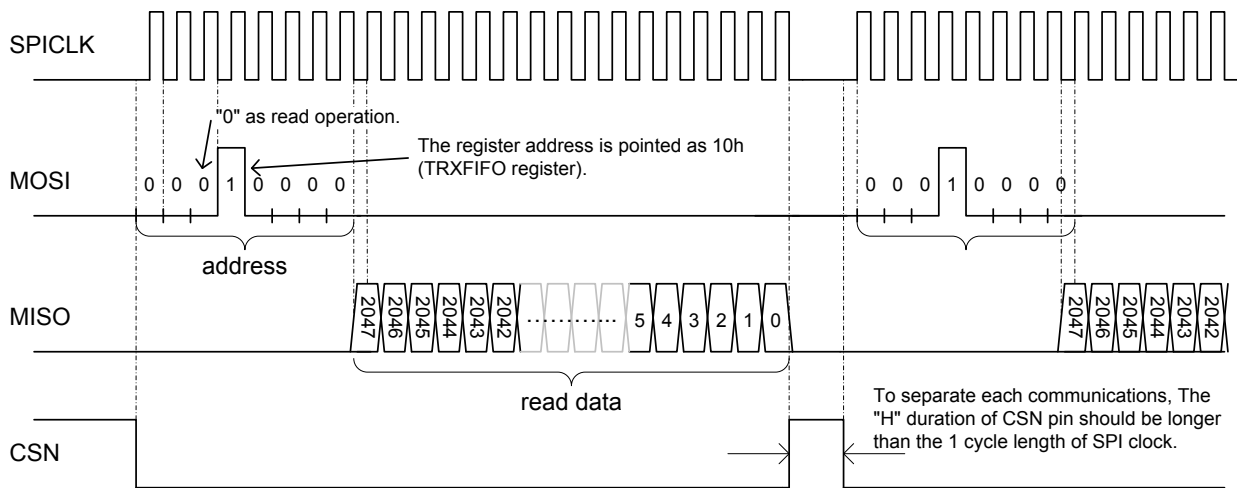 SPICLK
"0" as read operation.
The register address is pointed as 10h
(TRXFIFO register).
MOSI
0 0 0 1 0 0 0 0
0 0 0 1 0 0 0 0
address
MISO
2047 2046 2045 2044 2043 2042 ............ 5 4 3 2 1 0
2047 2046 2045 2044 2043 2042
read data
To separate each communications, The
"H" duration of CSN pin should be longer
than the 1 cycle length of SPI clock.
CSN